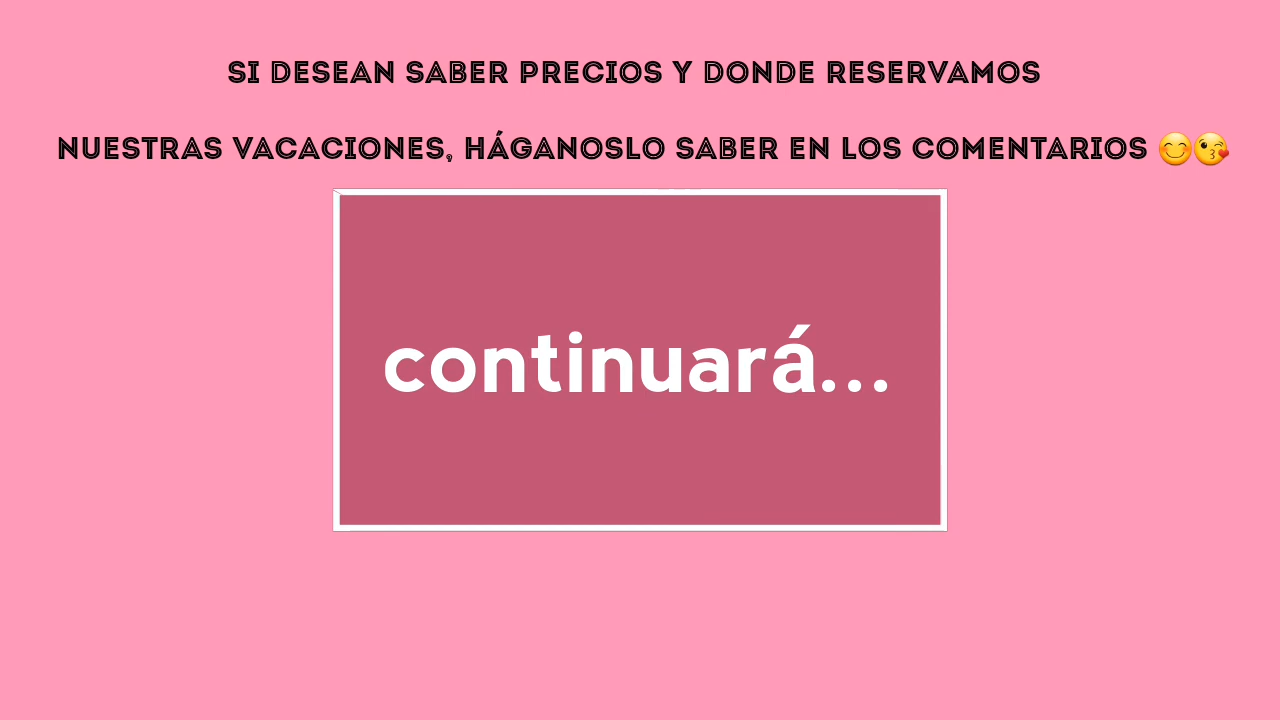 SI DESEAN SABER PRECIOS Y DONDE RESERVAMOS
NUESTRAS VACACIONES, HÁGANOSLO SABER EN LOS COMENTARIOS 😊😘
continuará...